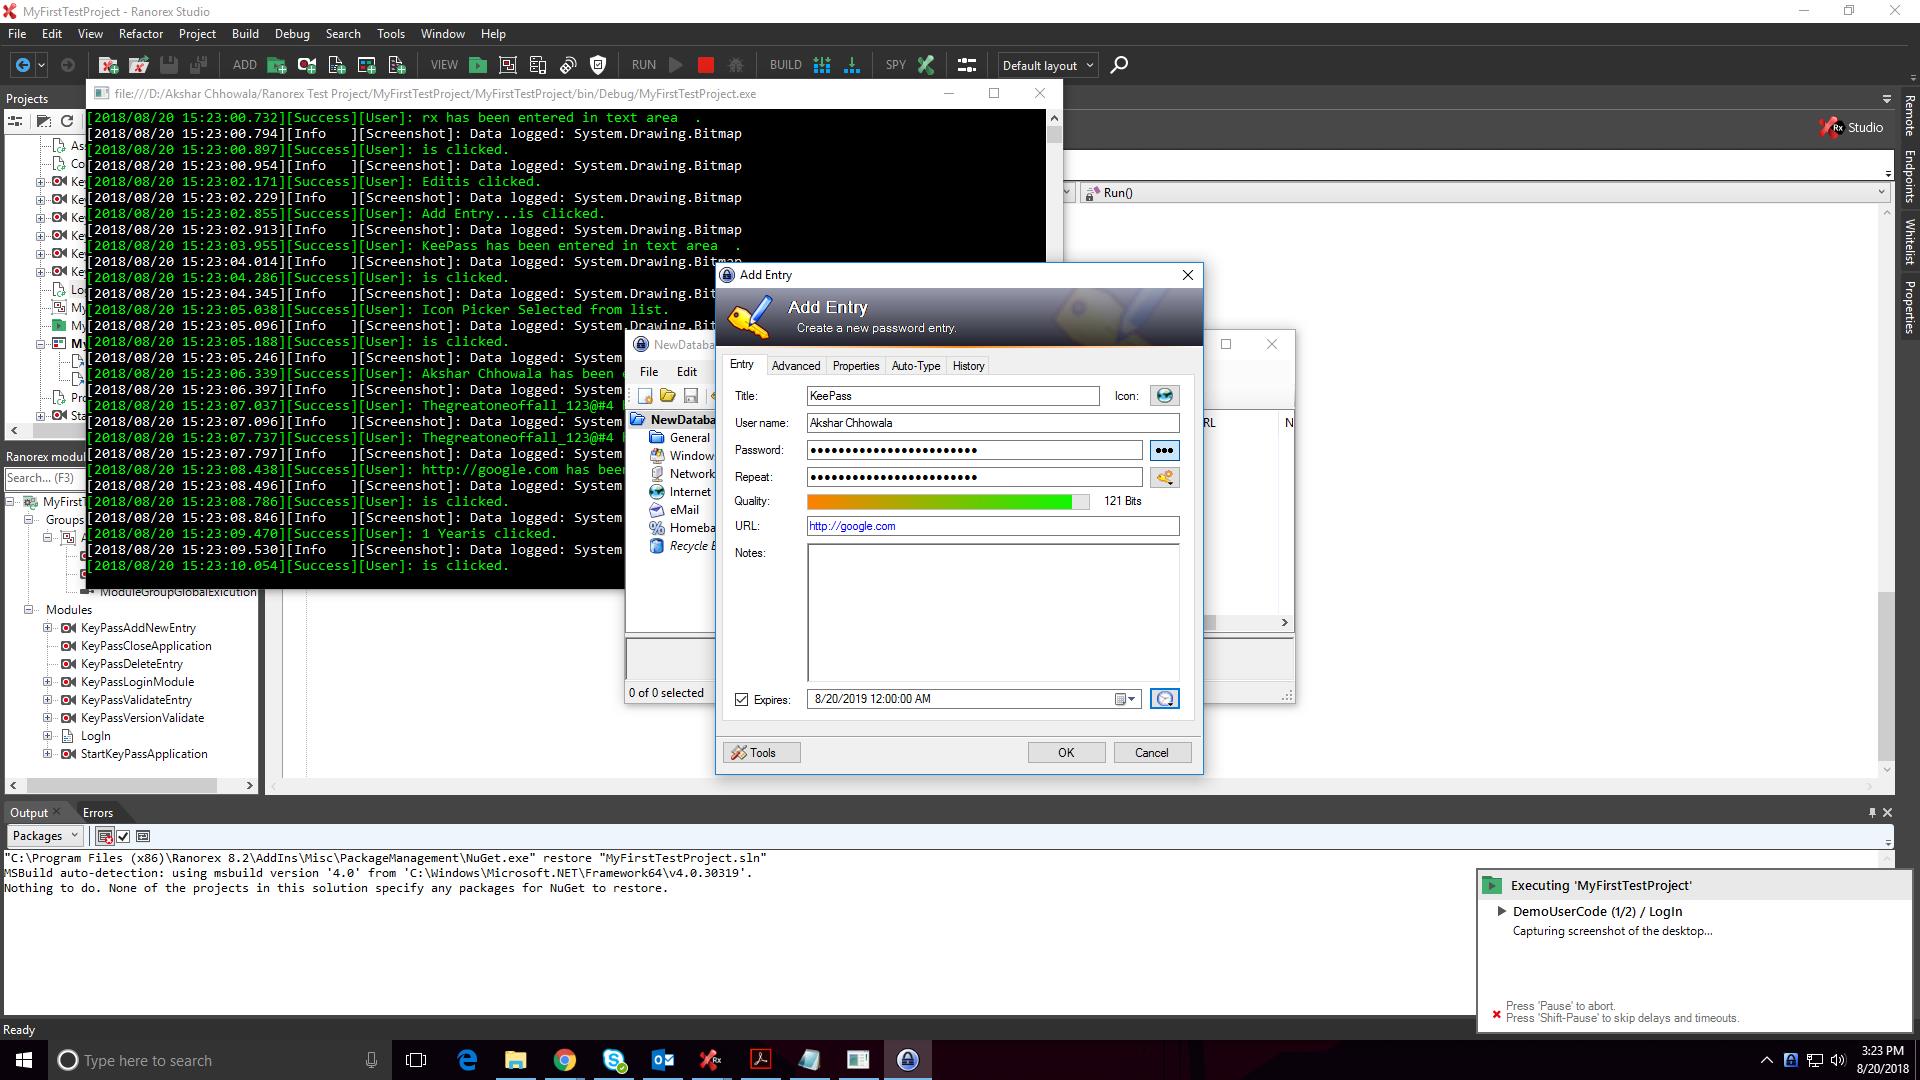 MyFirstTestProject - Ranorex Studio
File Edit View Refactor Project Build Debug Search Tools Window Help
ADD VIEW RUN BUILD SPY Default layout
Projects
file:///D:/Akshar Chhowala/Ranorex Test Project/MyFirstTestProject/MyFirstTestProject/bin/Debug/MyFirstTestProject.exe
[2018/08/20 15:23:00.732][Success][User]: rx has been entered in text area .
[2018/08/20 15:23:00.794][Info ][Screenshot]: Data logged: System.Drawing.Bitmap
[2018/08/20 15:23:00.897][Success][User]: is clicked.
[2018/08/20 15:23:00.954][Info ][Screenshot]: Data logged: System.Drawing.Bitmap
[2018/08/20 15:23:02.171][Success][User]: Editis clicked.
[2018/08/20 15:23:02.229][Info ][Screenshot]: Data logged: System.Drawing.Bitmap
[2018/08/20 15:23:02.855][Success][User]: Add Entry...is clicked.
[2018/08/20 15:23:02.913][Info ][Screenshot]: Data logged: System.Drawing.Bitmap
[2018/08/20 15:23:03.955][Success][User]: KeePass has been entered in text area .
[2018/08/20 15:23:04.014][Info ][Screenshot]: Data logged: System.Drawing.Bitmap
[2018/08/20 15:23:04.286][Success][User]: is clicked.
[2018/08/20 15:23:04.345][Info ][Screenshot]: Data logged: System.Drawing.Bit
[2018/08/20 15:23:05.038][Success][User]: Icon Picker Selected from list.
[2018/08/20 15:23:05.096][Info ][Screenshot]: Data logged: System.Drawing.Bit
[2018/08/20 15:23:05.188][Success][User]: is clicked.
[2018/08/20 15:23:05.246][Info ][Screenshot]: Data logged: System
[2018/08/20 15:23:06.339][Success][User]: Akshar Chhowala has been e
[2018/08/20 15:23:06.397][Info ][Screenshot]: Data logged: System
[2018/08/20 15:23:07.037][Success][User]: Thegreatoneoffall_123@#4
[2018/08/20 15:23:07.096][Info ][Screenshot]: Data logged: System
[2018/08/20 15:23:07.737][Success][User]: Thegreatoneoffall_123@#4
[2018/08/20 15:23:07.797][Info ][Screenshot]: Data logged: System
[2018/08/20 15:23:08.438][Success][User]: http://google.com has been
[2018/08/20 15:23:08.496][Info ][Screenshot]: Data logged: System
[2018/08/20 15:23:08.786][Success][User]: is clicked.
[2018/08/20 15:23:08.846][Info ][Screenshot]: Data logged: System
[2018/08/20 15:23:09.470][Success][User]: 1 Yearis clicked.
[2018/08/20 15:23:09.530][Info ][Screenshot]: Data logged: System
[2018/08/20 15:23:10.054][Success][User]: is clicked.
As
Co
Ke
Ke
Ke
Ke
Ke
Ke
Lo
My
My
My
Pr
Sta
Ranorex modu
Search... (F3)
MyFirstT
Groups
ModuleGroupGlobalExicution
Modules
KeyPassAddNewEntry
KeyPassCloseApplication
KeyPassDeleteEntry
KeyPassLoginModule
KeyPassValidateEntry
KeyPassVersionValidate
LogIn
StartKeyPassApplication
Rx Studio
Run()
Remote
Endpoints
Whitelist
Properties
NewDataba
File Edit
NewDataba
General
Window
Network
Internet
eMail
Homeba
Recycle B
RL N
0 of 0 selected
Add Entry
Add Entry
Create a new password entry.
Entry Advanced Properties Auto-Type History
Title: KeePass Icon:
User name: Akshar Chhowala
Password: ••••••••••••••••••••••••
Repeat: ••••••••••••••••••••••••
Quality: 121 Bits
URL: http://google.com
Notes:
Expires: 8/20/2019 12:00:00 AM
Tools OK Cancel
Output Errors
Packages
"C:\Program Files (x86)\Ranorex 8.2\AddIns\Misc\PackageManagement\NuGet.exe" restore "MyFirstTestProject.sln"
MSBuild auto-detection: using msbuild version '4.0' from 'C:\Windows\Microsoft.NET\Framework64\v4.0.30319'.
Nothing to do. None of the projects in this solution specify any packages for NuGet to restore.
Executing 'MyFirstTestProject'
DemoUserCode (1/2) / LogIn
Capturing screenshot of the desktop...
Press 'Pause' to abort.
Press 'Shift-Pause' to skip delays and timeouts.
Ready
Type here to search
3:23 PM
8/20/2018